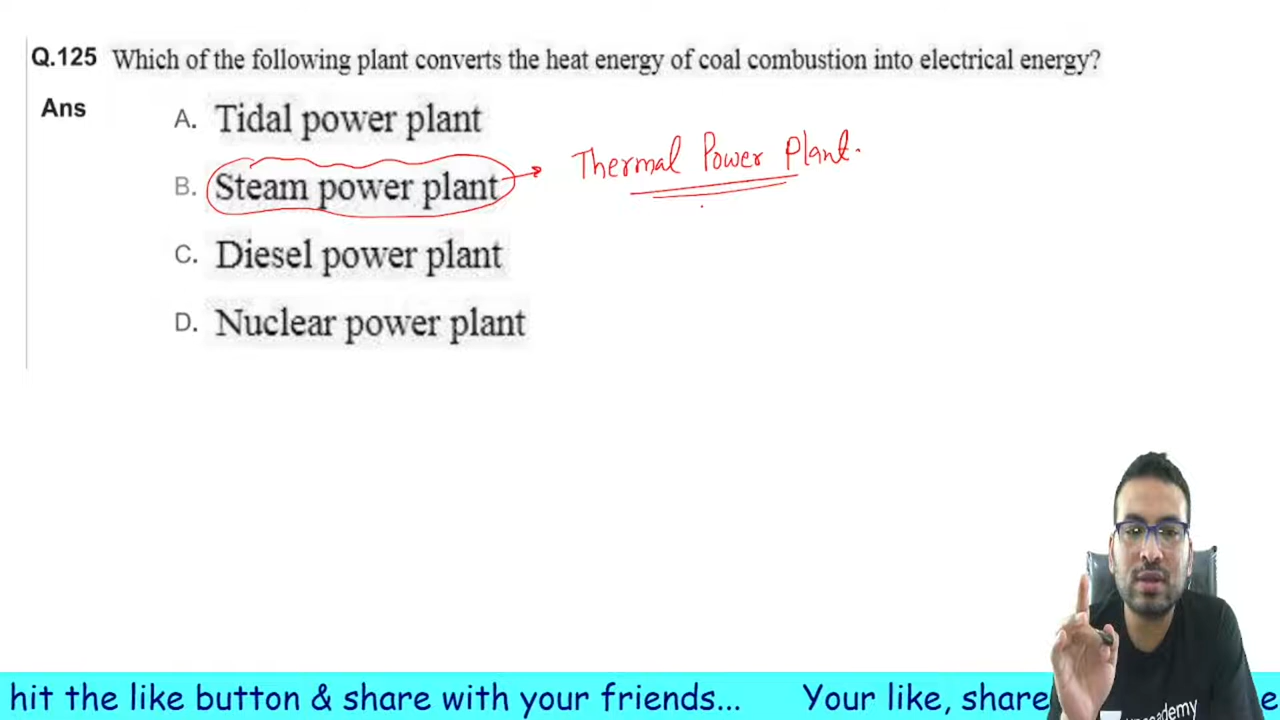 Q.125 Which of the following plant converts the heat energy of coal combustion into electrical energy?
Ans
A. Tidal power plant
B. Steam power plant → Thermal Power Plant.
C. Diesel power plant
D. Nuclear power plant
hit the like button & share with your friends... Your like, share